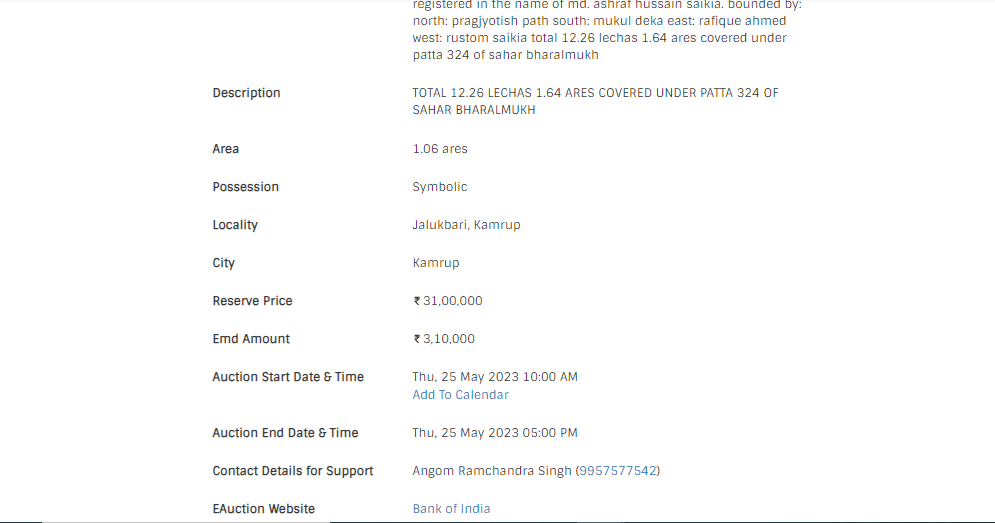 registered in the name of md. ashraf hussain saikia. bounded by:
north: pragjyotish path south: mukul deka east: rafique ahmed
west: rustom saikia total 12.26 lechas 1.64 ares covered under
patta 324 of sahar bharalmukh
Description TOTAL 12.26 LECHAS 1.64 ARES COVERED UNDER PATTA 324 OF
SAHAR BHARALMUKH
Area 1.06 ares
Possession Symbolic
Locality Jalukbari, Kamrup
City Kamrup
Reserve Price ₹ 31,00,000
Emd Amount ₹ 3,10,000
Auction Start Date & Time Thu, 25 May 2023 10:00 AM
Add To Calendar
Auction End Date & Time Thu, 25 May 2023 05:00 PM
Contact Details for Support Angom Ramchandra Singh (9957577542)
EAuction Website Bank of India